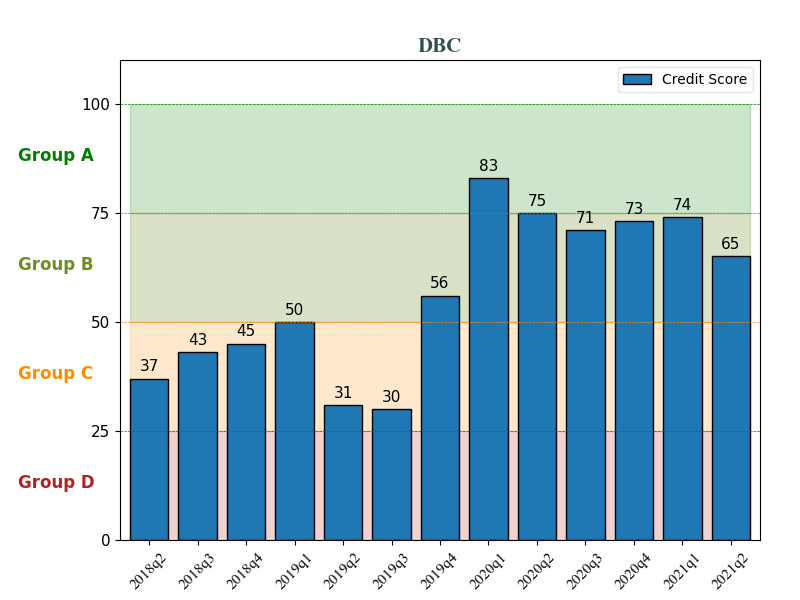 DBC
Credit Score
100
Group A
83
75
75
74
73
71
65
Group B
56
50
50
45
43
37
Group C
31
30
25
Group D
0
2018q2
2018q3
2018q4
2019q1
2019q2
2019q3
2019q4
2020q1
2020q2
2020q3
2020q4
2021q1
2021q2